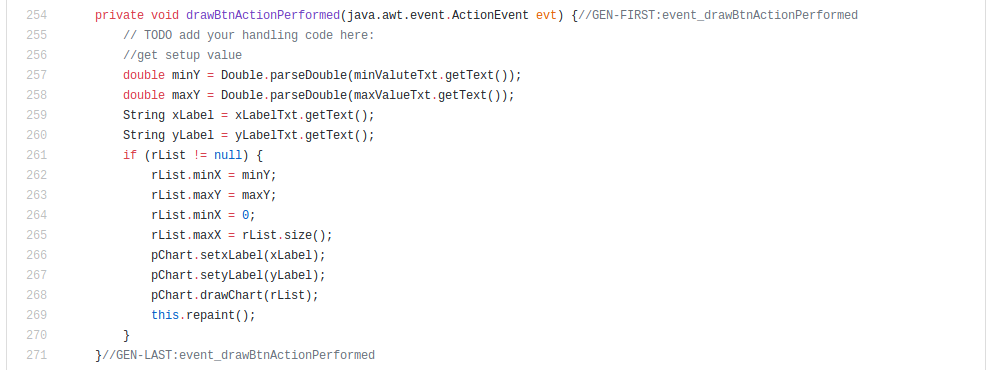 254 private void drawBtnActionPerformed(java.awt.event.ActionEvent evt) {//GEN-FIRST:event_drawBtnActionPerformed
255 // TODO add your handling code here:
256 //get setup value
257 double minY = Double.parseDouble(minValuteTxt.getText());
258 double maxY = Double.parseDouble(maxValueTxt.getText());
259 String xLabel = xLabelTxt.getText();
260 String yLabel = yLabelTxt.getText();
261 if (rList != null) {
262 rList.minX = minY;
263 rList.maxY = maxY;
264 rList.minX = 0;
265 rList.maxX = rList.size();
266 pChart.setxLabel(xLabel);
267 pChart.setyLabel(yLabel);
268 pChart.drawChart(rList);
269 this.repaint();
270 }
271 }//GEN-LAST:event_drawBtnActionPerformed